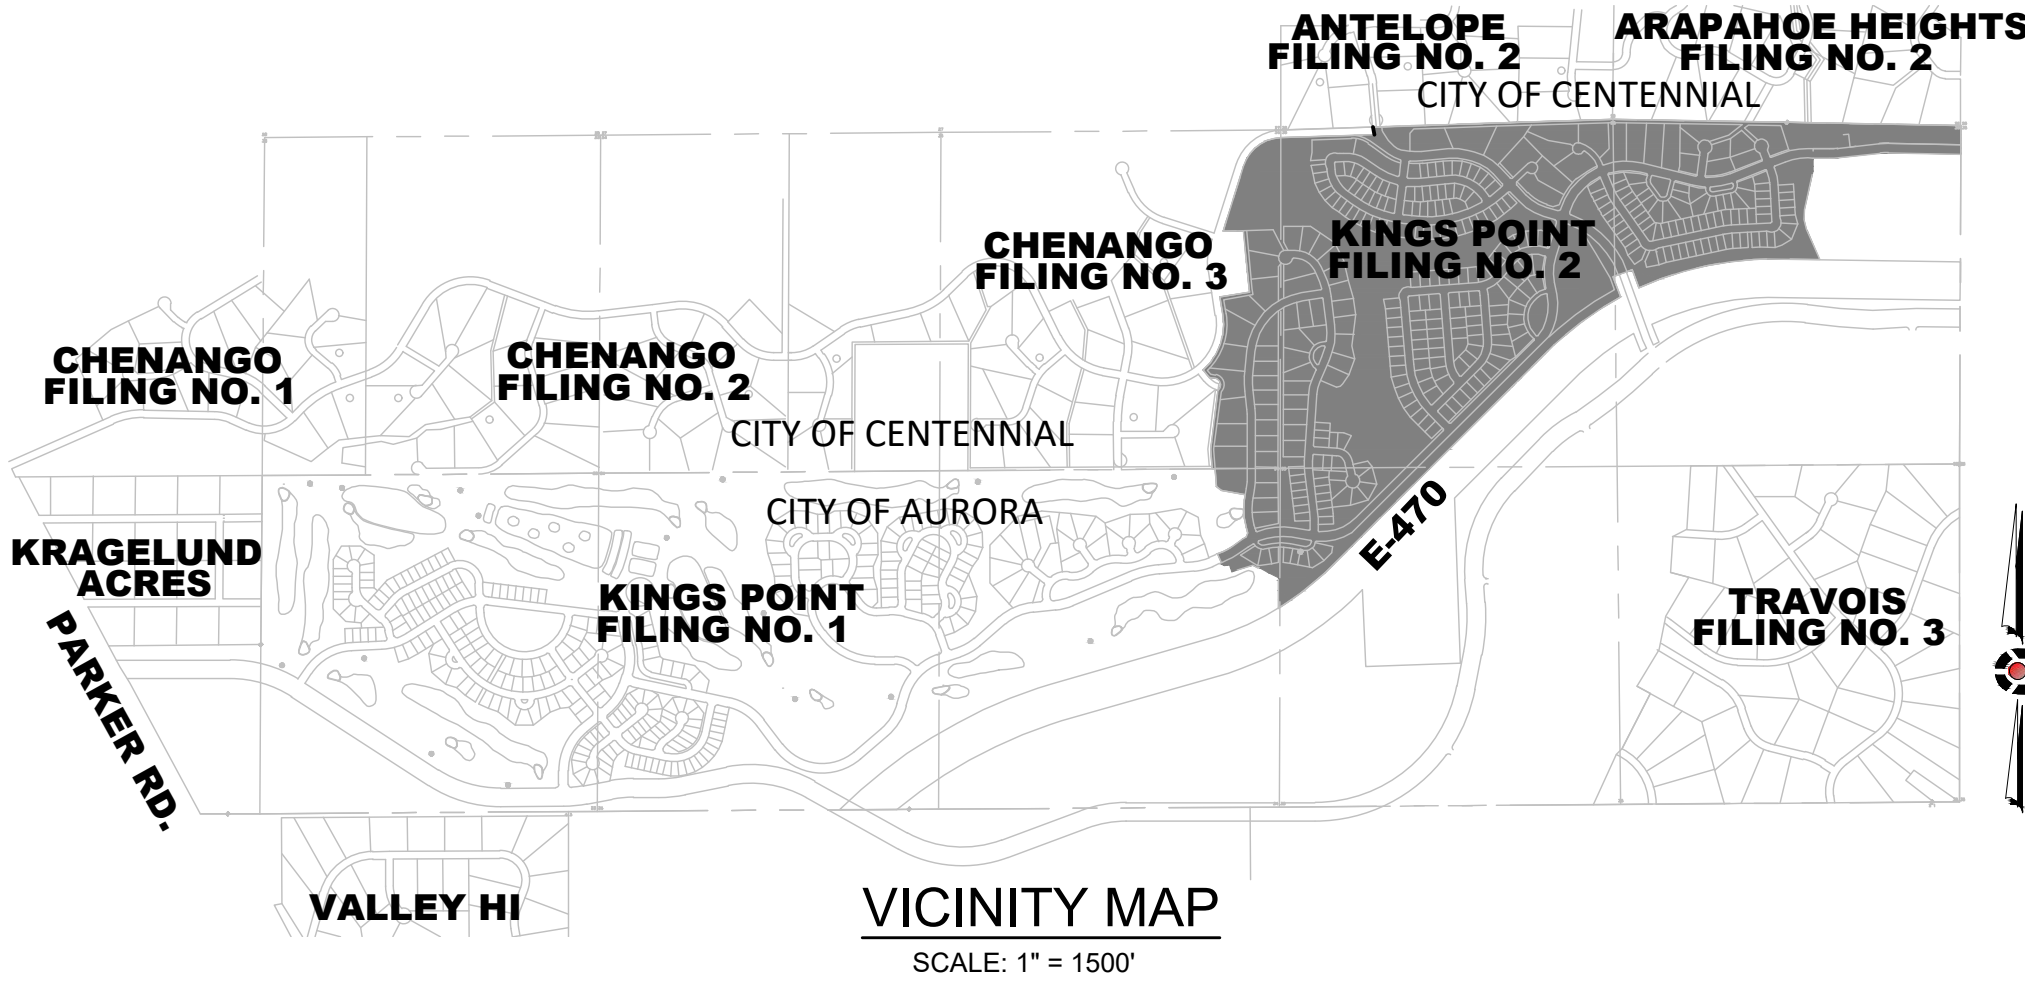 ANTELOPE
FILING NO. 2
ARAPAHOE HEIGHTS
FILING NO. 2
CITY OF CENTENNIAL
CHENANGO
FILING NO. 3
KINGS POINT
FILING NO. 2
CHENANGO
FILING NO. 1
CHENANGO
FILING NO. 2
CITY OF CENTENNIAL
CITY OF AURORA
E-470
KRAGELUND
ACRES
KINGS POINT
FILING NO. 1
TRAVOIS
FILING NO. 3
PARKER RD.
VALLEY HI
VICINITY MAP
SCALE: 1" = 1500'